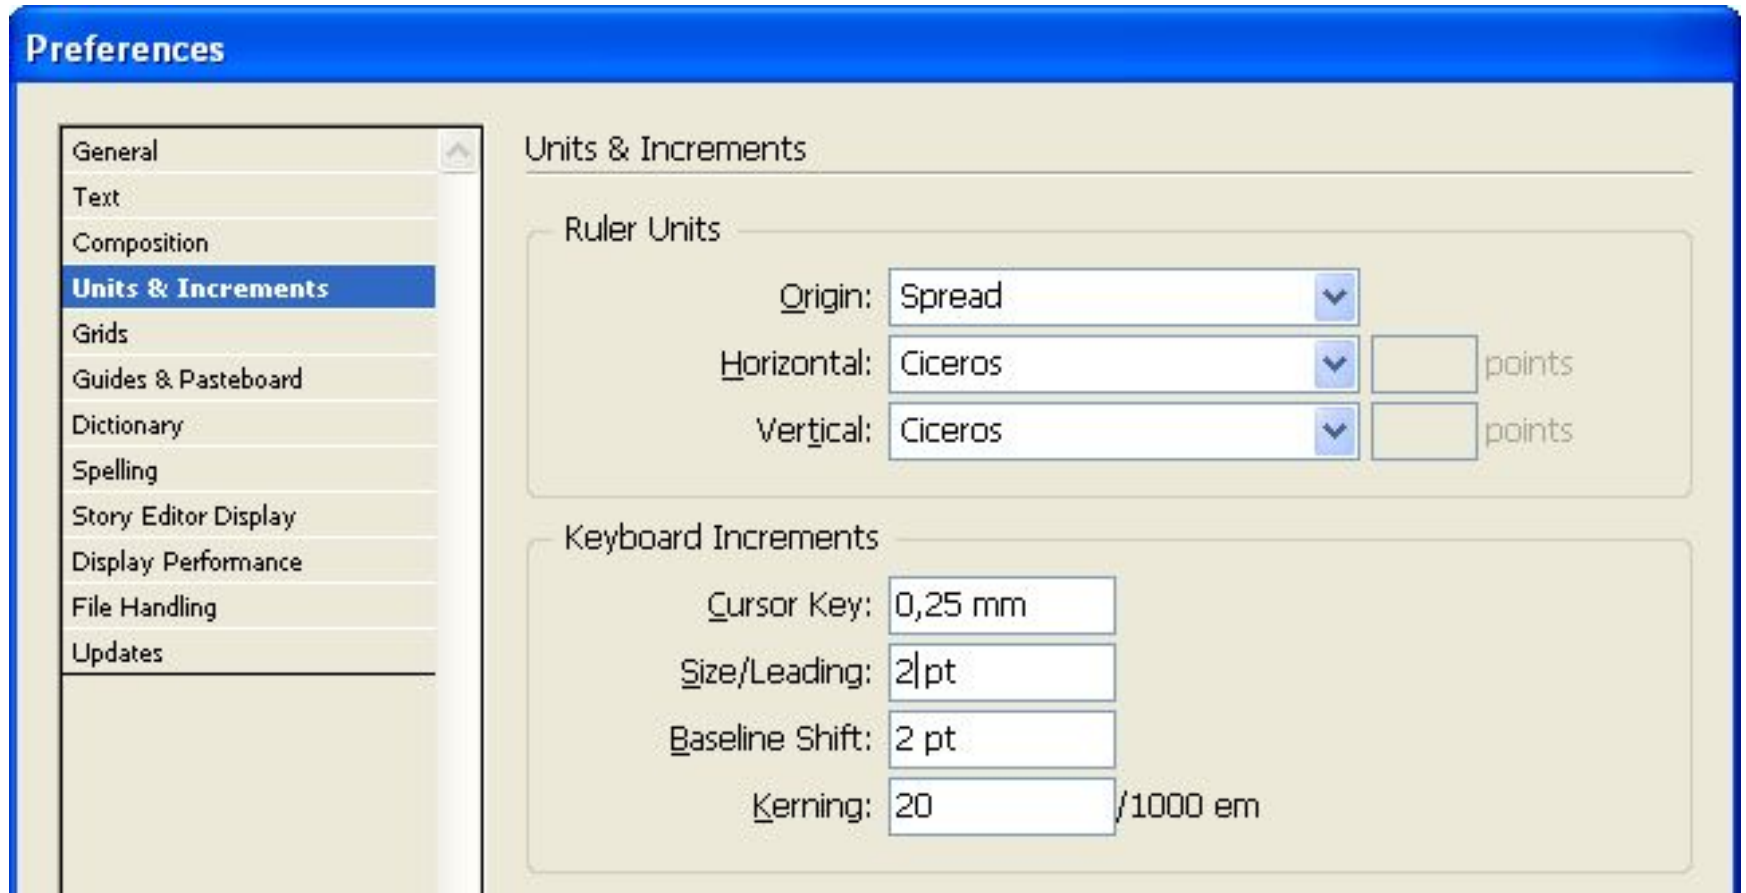 Preferences
General
Text
Composition
Units & Increments
Grids
Guides & Pasteboard
Dictionary
Spelling
Story Editor Display
Display Performance
File Handling
Updates
Units & Increments
Ruler Units
Origin: Spread
Horizontal: Ciceros points
Vertical: Ciceros points
Keyboard Increments
Cursor Key: 0,25 mm
Size/Leading: 2 pt
Baseline Shift: 2 pt
Kerning: 20 /1000 em